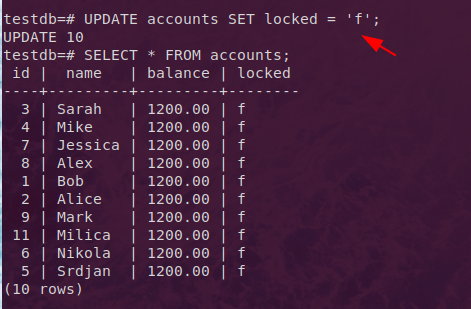 testdb=# UPDATE accounts SET locked = 'f';
UPDATE 10
testdb=# SELECT * FROM accounts;
 id |  name   | balance | locked
----+---------+---------+--------
  3 | Sarah   | 1200.00 | f
  4 | Mike    | 1200.00 | f
  7 | Jessica | 1200.00 | f
  8 | Alex    | 1200.00 | f
  1 | Bob     | 1200.00 | f
  2 | Alice   | 1200.00 | f
  9 | Mark    | 1200.00 | f
 11 | Milica  | 1200.00 | f
  6 | Nikola  | 1200.00 | f
  5 | Srdjan  | 1200.00 | f
(10 rows)